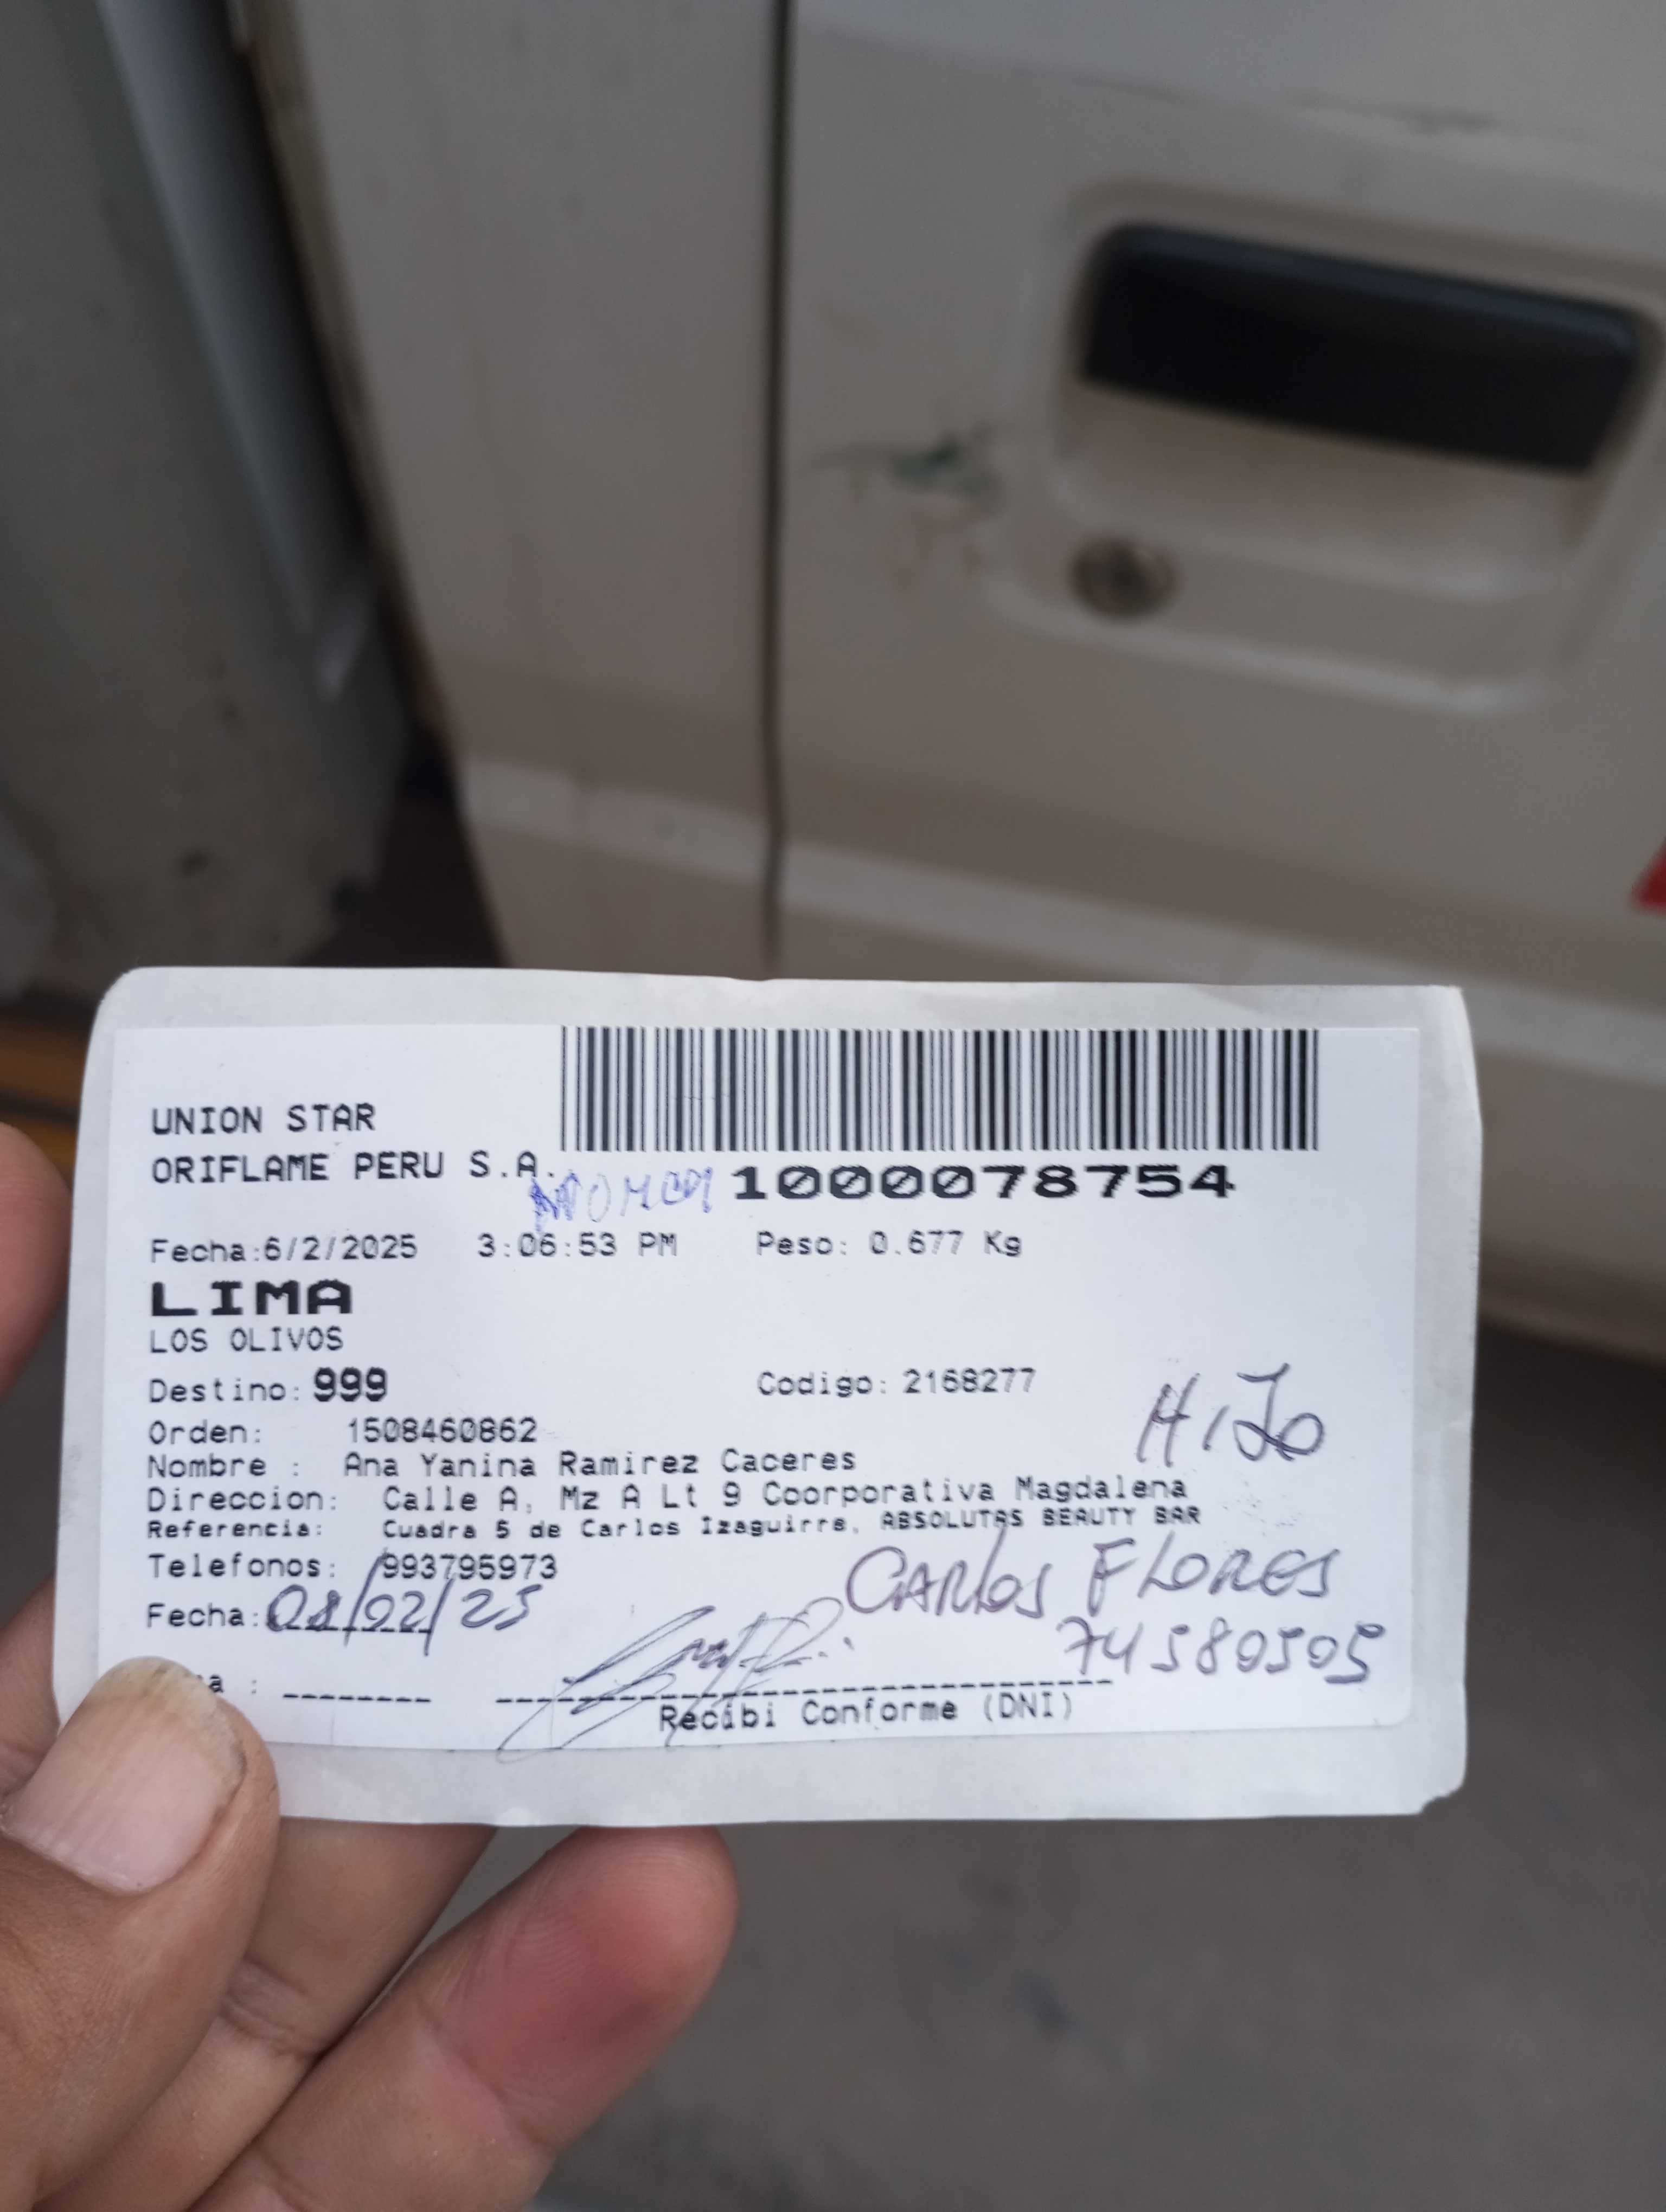 UNION STAR
ORIFLAME PERU S.A.
1000078754
Fecha:6/2/2025 3:06:53 PM Peso: 0.677 Kg
LIMA
LOS OLIVOS
Destino: 999 Codigo: 2168277
HIJO
Orden: 1508460862
Nombre : Ana Yanina Ramirez Caceres
Direccion: Calle A, Mz A Lt 9 Coorporativa Magdalena
Referencia: Cuadra 5 de Carlos Izaguirre, ABSOLUTAS BEAUTY BAR
Telefonos: 993795973
CARLOS FLORES
Fecha: 08/02/25
74580505
Recibi Conforme (DNI)